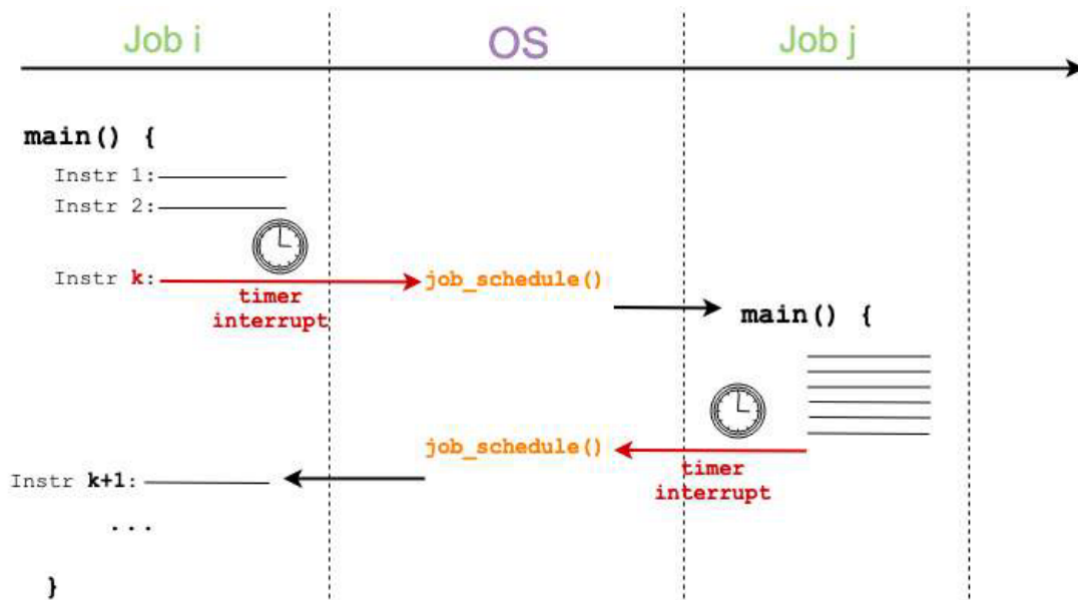 Job i OS Job j
main() {
Instr 1:
Instr 2:
Instr k: job_schedule()
timer
interrupt
main() {
job_schedule()
timer
interrupt
Instr k+1:
...
}